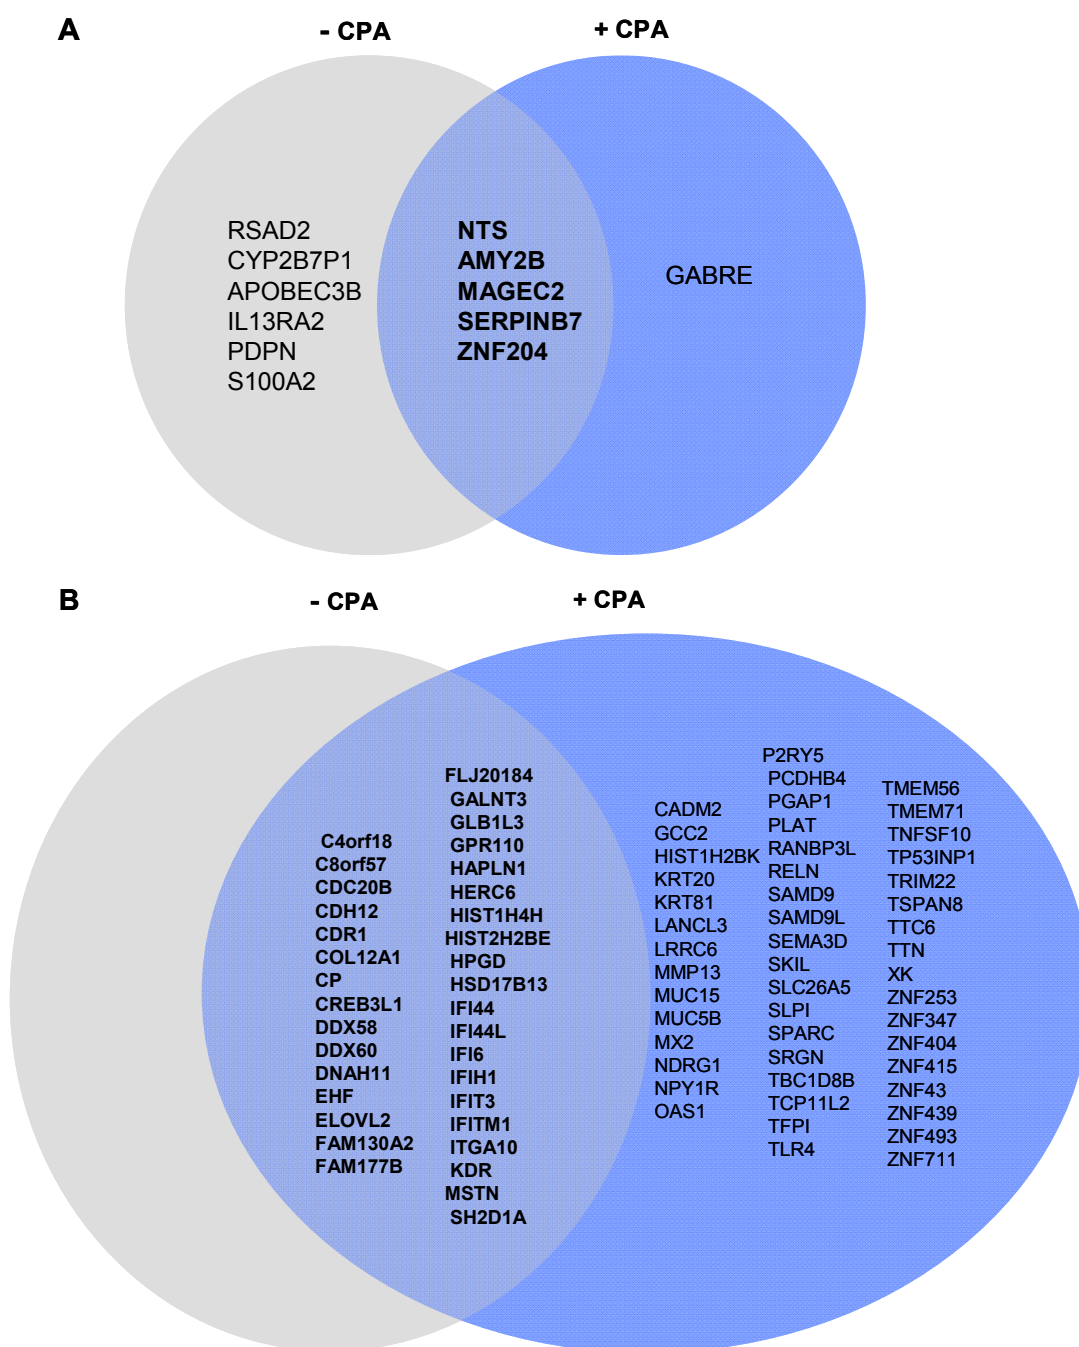 A
- CPA
+ CPA
RSAD2
CYP2B7P1
APOBEC3B
IL13RA2
PDPN
S100A2
NTS
AMY2B
MAGEC2
SERPINB7
ZNF204
GABRE
B
- CPA
+ CPA
C4orf18
C8orf57
CDC20B
CDH12
CDR1
COL12A1
CP
CREB3L1
DDX58
DDX60
DNAH11
EHF
ELOVL2
FAM130A2
FAM177B
FLJ20184
GALNT3
GLB1L3
GPR110
HAPLN1
HERC6
HIST1H4H
HIST2H2BE
HPGD
HSD17B13
IFI44
IFI44L
IFI6
IFIH1
IFIT3
IFITM1
ITGA10
KDR
MSTN
SH2D1A
CADM2
GCC2
HIST1H2BK
KRT20
KRT81
LANCL3
LRRC6
MMP13
MUC15
MUC5B
MX2
NDRG1
NPY1R
OAS1
P2RY5
PCDHB4
PGAP1
PLAT
RANBP3L
RELN
SAMD9
SAMD9L
SEMA3D
SKIL
SLC26A5
SLPI
SPARC
SRGN
TBC1D8B
TCP11L2
TFPI
TLR4
TMEM56
TMEM71
TNFSF10
TP53INP1
TRIM22
TSPAN8
TTC6
TTN
XK
ZNF253
ZNF347
ZNF404
ZNF415
ZNF43
ZNF439
ZNF493
ZNF711